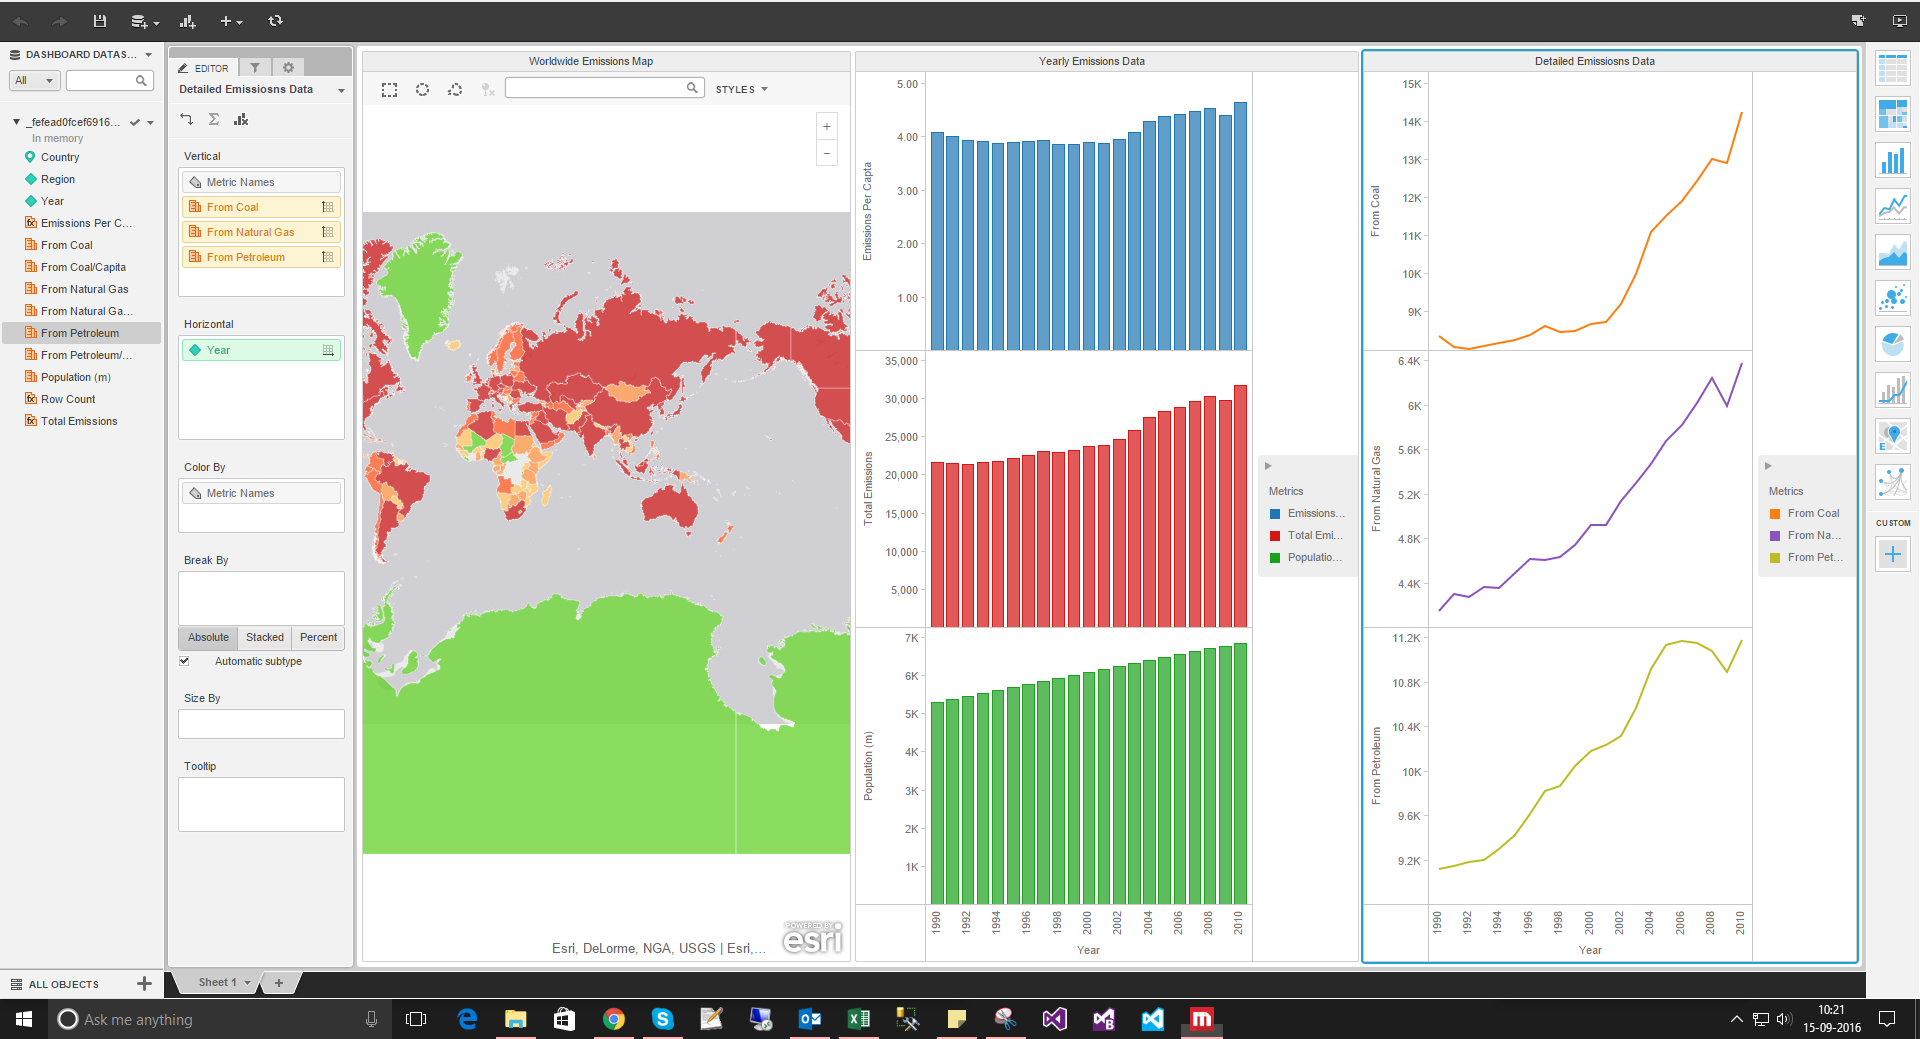 DASHBOARD DATAS...
All
_fefead0fcef6916...
In memory
Country
Region
Year
Emissions Per C...
From Coal
From Coal/Capita
From Natural Gas
From Natural Ga...
From Petroleum
From Petroleum/...
Population (m)
Row Count
Total Emissions
ALL OBJECTS
EDITOR
Detailed Emissiosns Data
Vertical
Metric Names
From Coal
From Natural Gas
From Petroleum
Horizontal
Year
Color By
Metric Names
Break By
Absolute Stacked Percent
Automatic subtype
Size By
Tooltip
Worldwide Emissions Map
STYLES
+
−
POWERED BY
esri
Esri, DeLorme, NGA, USGS | Esri,...
Yearly Emissions Data
Emissions Per Capta
5.00
4.00
3.00
2.00
1.00
Total Emissions
35,000
30,000
25,000
20,000
15,000
10,000
5,000
Population (m)
7K
6K
5K
4K
3K
2K
1K
1990 1992 1994 1996 1998 2000 2002 2004 2006 2008 2010
Year
Metrics
Emissions...
Total Emi...
Populatio...
Detailed Emissiosns Data
From Coal
15K
14K
13K
12K
11K
10K
9K
From Natural Gas
6.4K
6K
5.6K
5.2K
4.8K
4.4K
From Petroleum
11.2K
10.8K
10.4K
10K
9.6K
9.2K
1990 1992 1994 1996 1998 2000 2002 2004 2006 2008 2010
Year
Metrics
From Coal
From Na...
From Pet...
CUSTOM
Sheet 1
+
Ask me anything
10:21
15-09-2016